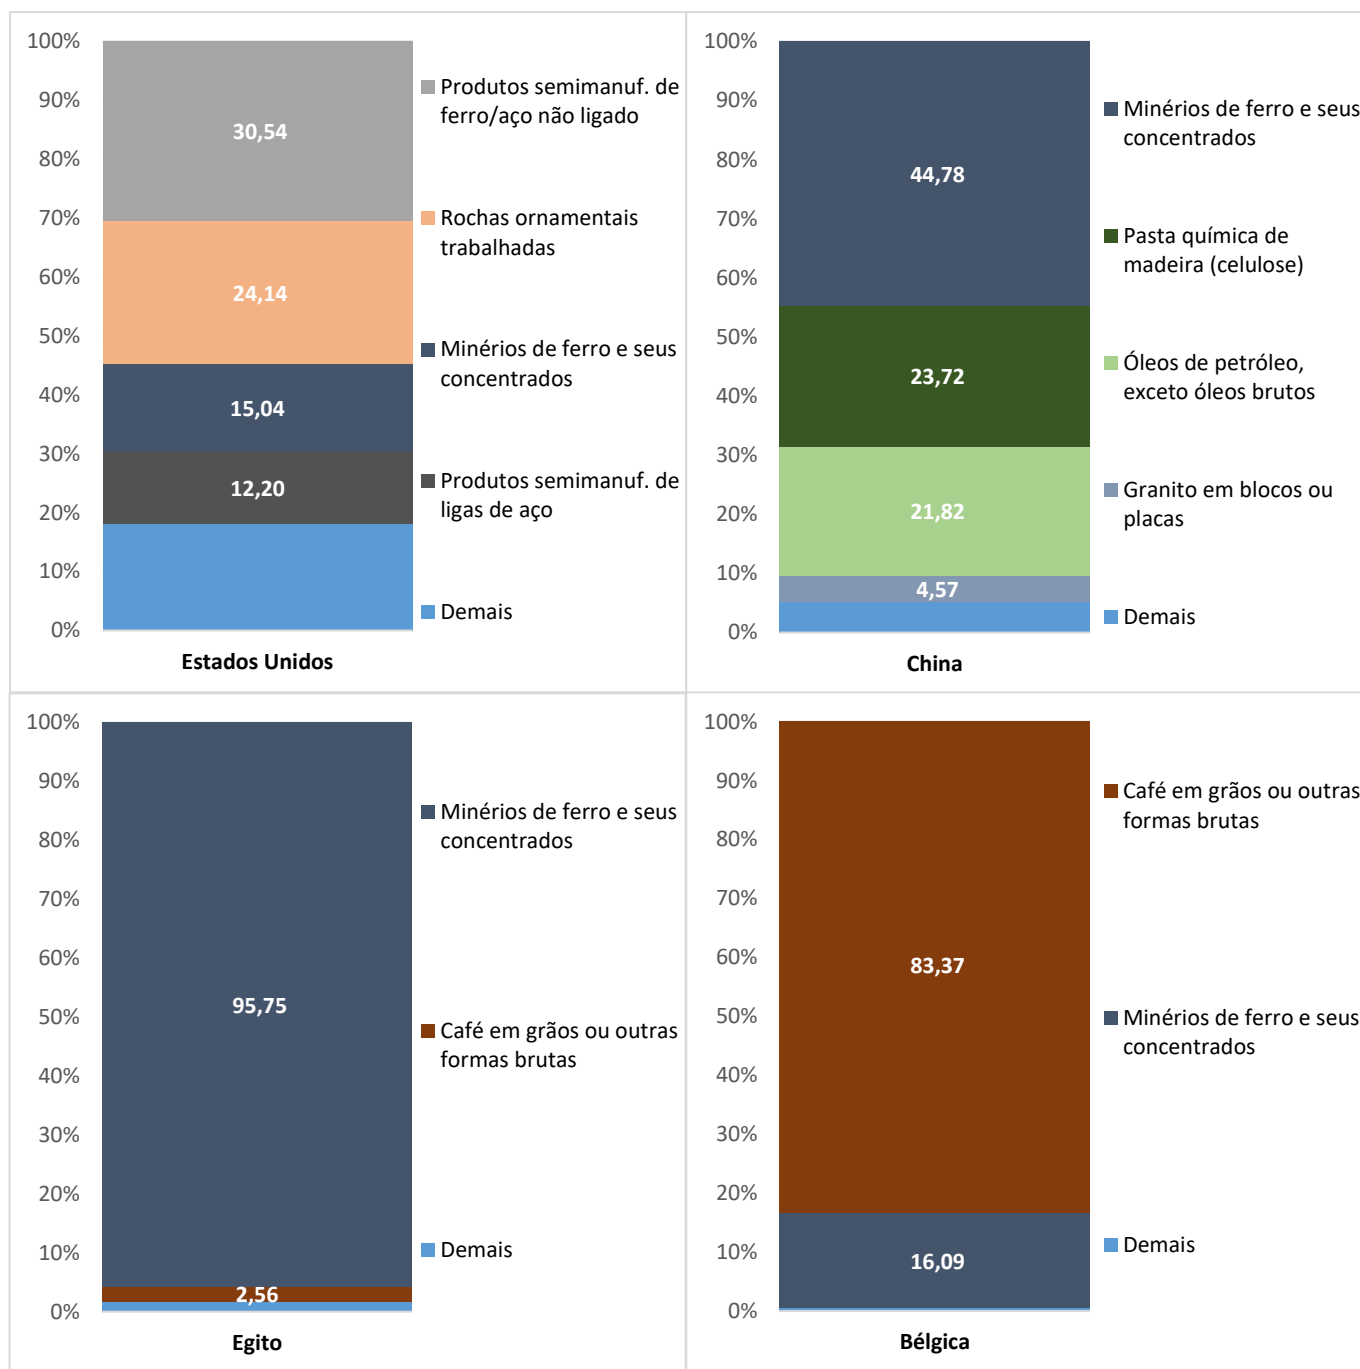 100%
90%
80%
70%
60%
50%
40%
30%
20%
10%
0%
30,54
24,14
15,04
12,20
Produtos semimanuf. de
ferro/aço não ligado
Rochas ornamentais
trabalhadas
Minérios de ferro e seus
concentrados
Produtos semimanuf. de
ligas de aço
Demais
Estados Unidos
100%
90%
80%
70%
60%
50%
40%
30%
20%
10%
0%
44,78
23,72
21,82
4,57
Minérios de ferro e seus
concentrados
Pasta química de
madeira (celulose)
Óleos de petróleo,
exceto óleos brutos
Granito em blocos ou
placas
Demais
China
100%
90%
80%
70%
60%
50%
40%
30%
20%
10%
0%
95,75
2,56
Minérios de ferro e seus
concentrados
Café em grãos ou outras
formas brutas
Demais
Egito
100%
90%
80%
70%
60%
50%
40%
30%
20%
10%
0%
83,37
16,09
Café em grãos ou outras
formas brutas
Minérios de ferro e seus
concentrados
Demais
Bélgica